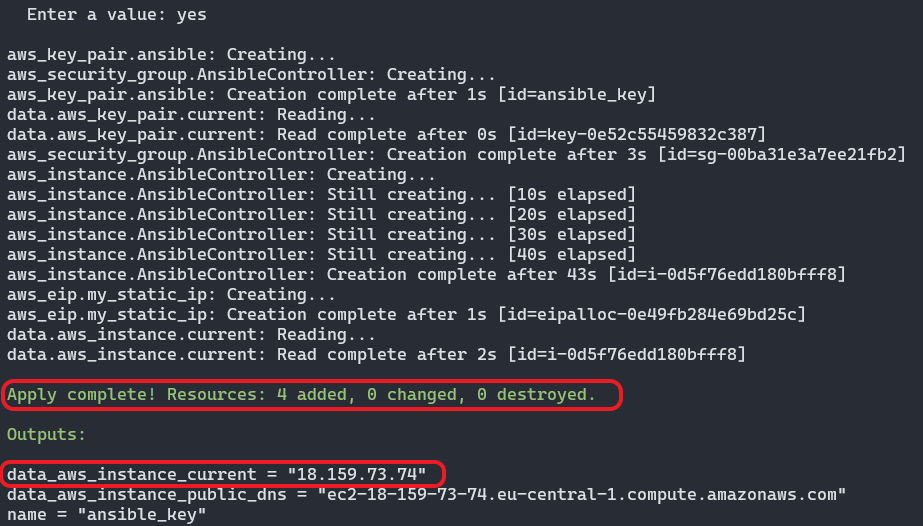 Enter a value: yes
aws_key_pair.ansible: Creating...
aws_security_group.AnsibleController: Creating...
aws_key_pair.ansible: Creation complete after 1s [id=ansible_key]
data.aws_key_pair.current: Reading...
data.aws_key_pair.current: Read complete after 0s [id=key-0e52c55459832c387]
aws_security_group.AnsibleController: Creation complete after 3s [id=sg-00ba31e3a7ee21fb2]
aws_instance.AnsibleController: Creating...
aws_instance.AnsibleController: Still creating... [10s elapsed]
aws_instance.AnsibleController: Still creating... [20s elapsed]
aws_instance.AnsibleController: Still creating... [30s elapsed]
aws_instance.AnsibleController: Still creating... [40s elapsed]
aws_instance.AnsibleController: Creation complete after 43s [id=i-0d5f76edd180bfff8]
aws_eip.my_static_ip: Creating...
aws_eip.my_static_ip: Creation complete after 1s [id=eipalloc-0e49fb284e69bd25c]
data.aws_instance.current: Reading...
data.aws_instance.current: Read complete after 2s [id=i-0d5f76edd180bfff8]
Apply complete! Resources: 4 added, 0 changed, 0 destroyed.
Outputs:
data_aws_instance_current = "18.159.73.74"
data_aws_instance_public_dns = "ec2-18-159-73-74.eu-central-1.compute.amazonaws.com"
name = "ansible_key"